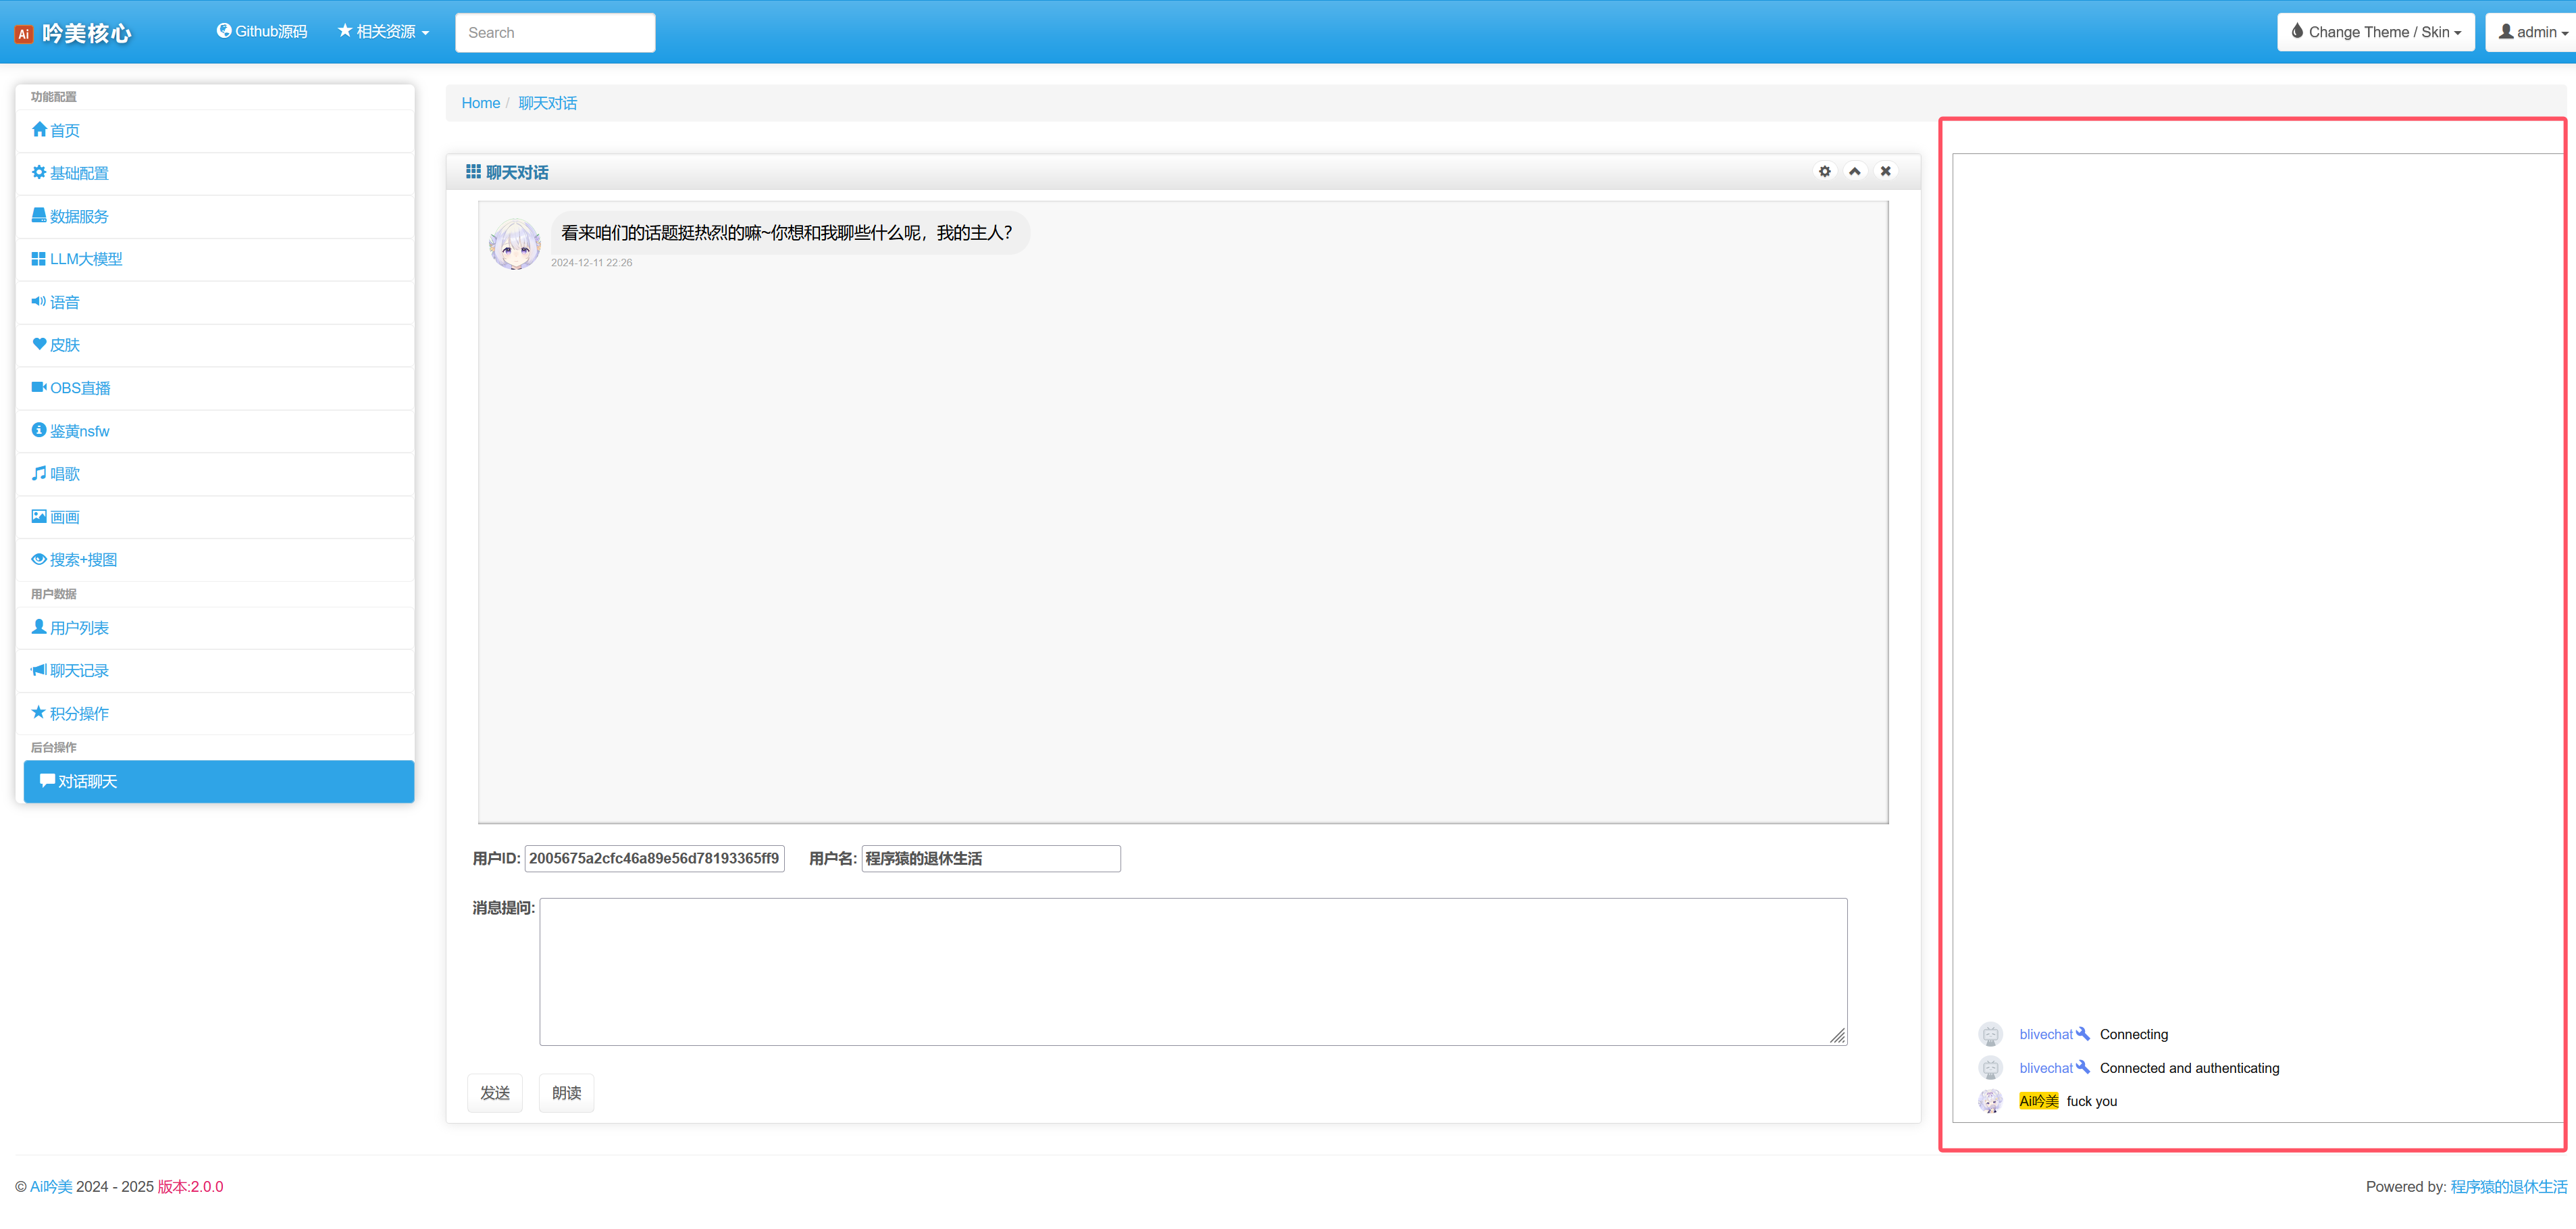 Ai 吟美核心
Github源码
相关资源
Search
Change Theme / Skin
admin
功能配置
首页
基础配置
数据服务
LLM大模型
语音
皮肤
OBS直播
鉴黄nsfw
唱歌
画画
搜索+搜图
用户数据
用户列表
聊天记录
积分操作
后台操作
对话聊天
Home / 聊天对话
聊天对话
看来咱们的话题挺热烈的嘛~你想和我聊些什么呢，我的主人？
2024-12-11 22:26
用户ID: 2005675a2cfc46a89e56d78193365ff9 用户名: 程序猿的退休生活
消息提问:
发送 朗读
blivechat Connecting
blivechat Connected and authenticating
Ai吟美 fuck you
© Ai吟美 2024 - 2025 版本:2.0.0
Powered by: 程序猿的退休生活